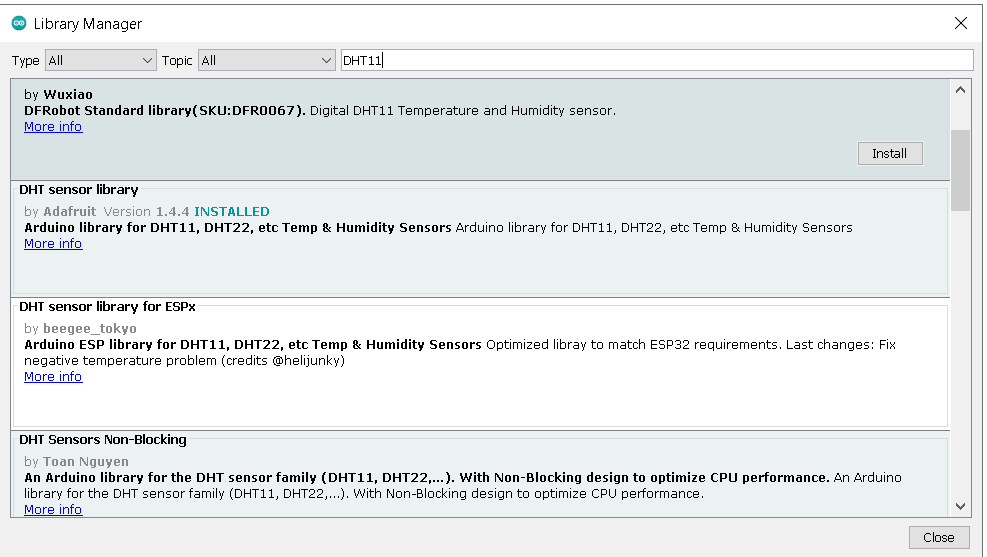 Library Manager
Type All Topic All DHT11
by Wuxiao
DFRobot Standard library(SKU:DFR0067). Digital DHT11 Temperature and Humidity sensor.
More info
Install
DHT sensor library
by Adafruit Version 1.4.4 INSTALLED
Arduino library for DHT11, DHT22, etc Temp & Humidity Sensors Arduino library for DHT11, DHT22, etc Temp & Humidity Sensors
More info
DHT sensor library for ESPx
by beegee_tokyo
Arduino ESP library for DHT11, DHT22, etc Temp & Humidity Sensors Optimized libray to match ESP32 requirements. Last changes: Fix
negative temperature problem (credits @helijunky)
More info
DHT Sensors Non-Blocking
by Toan Nguyen
An Arduino library for the DHT sensor family (DHT11, DHT22,...). With Non-Blocking design to optimize CPU performance. An Arduino
library for the DHT sensor family (DHT11, DHT22,...). With Non-Blocking design to optimize CPU performance.
More info
Close